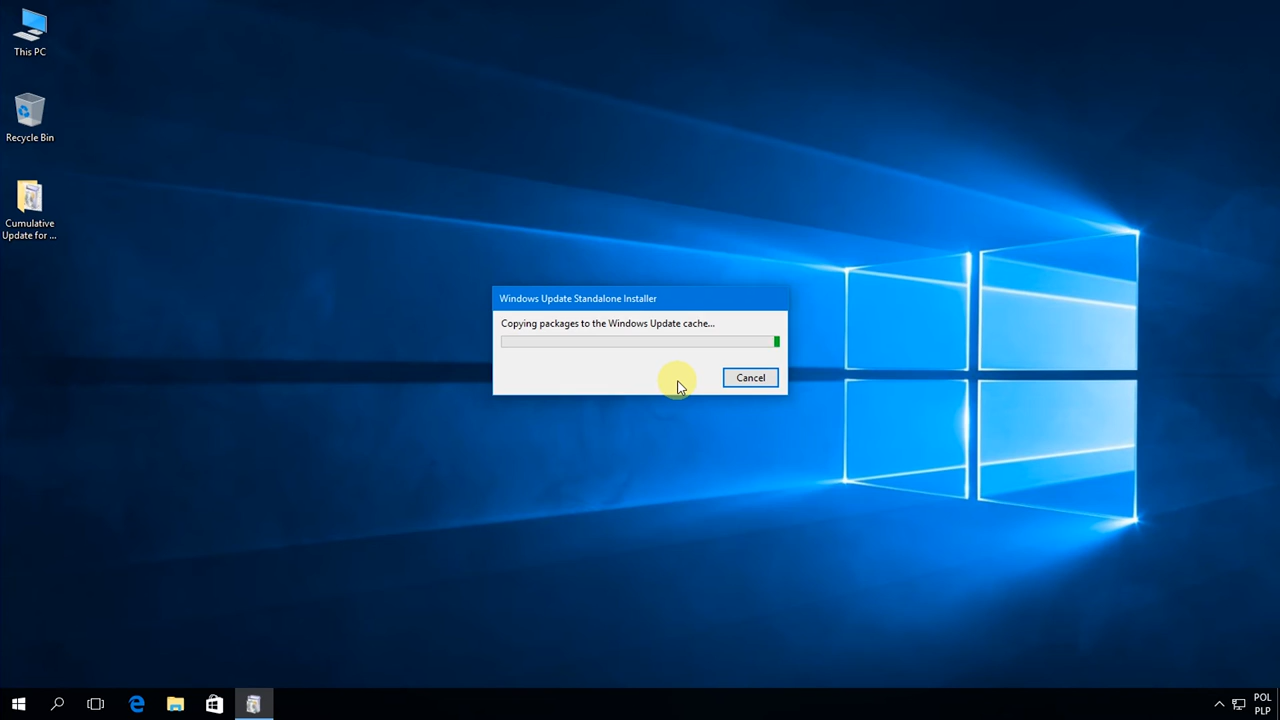 This PC
Recycle Bin
Cumulative
Update for ...
Windows Update Standalone Installer
Copying packages to the Windows Update cache...
Cancel
POL
PLP